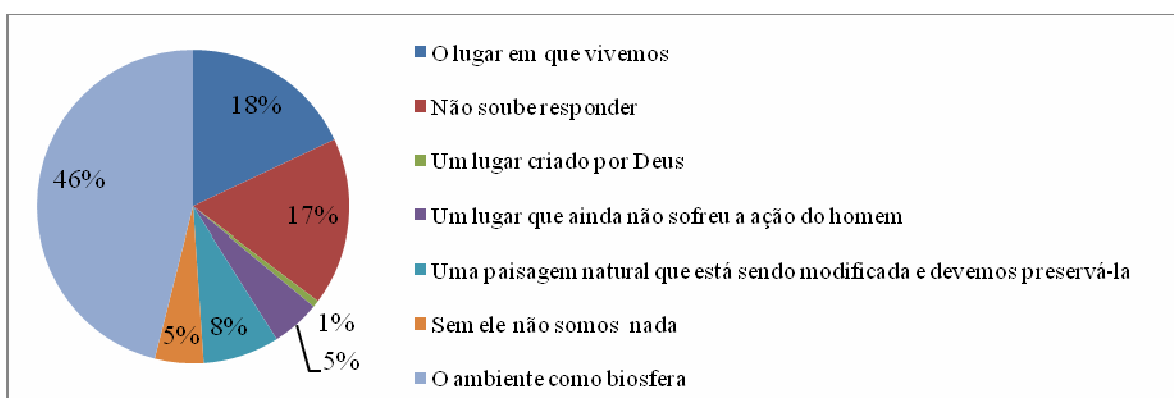 18%
17%
1%
5%
8%
5%
46%
O lugar em que vivemos
Não soube responder
Um lugar criado por Deus
Um lugar que ainda não sofreu a ação do homem
Uma paisagem natural que está sendo modificada e devemos preservá-la
Sem ele não somos nada
O ambiente como biosfera